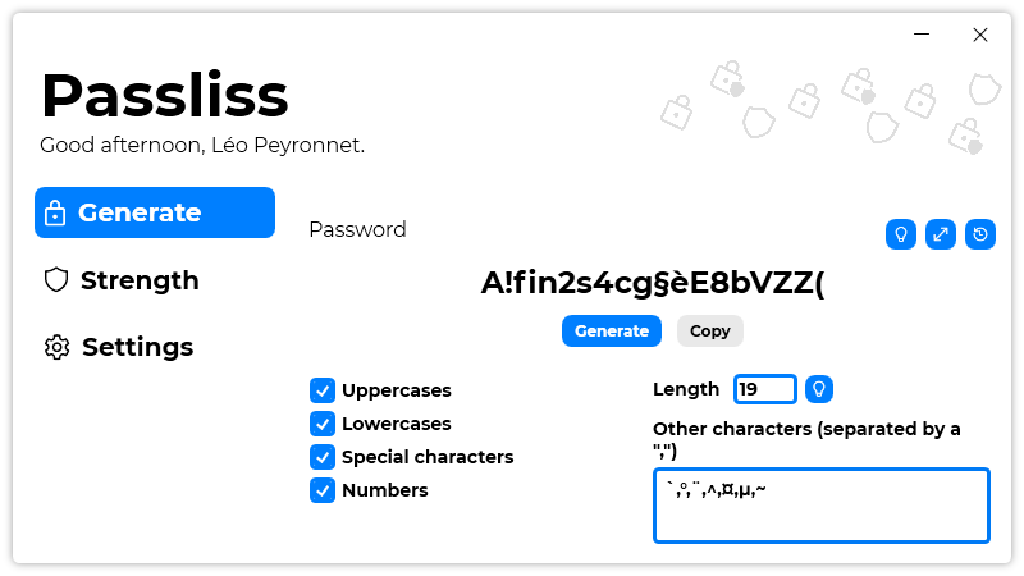 Passliss
Good afternoon, Léo Peyronnet.
Generate
Strength
Settings
Password
A!fin2s4cg§èE8bVZZ(
Generate
Copy
Uppercases
Lowercases
Special characters
Numbers
Length 19
Other characters (separated by a
",")
`,°,¨,^,¤,µ,~